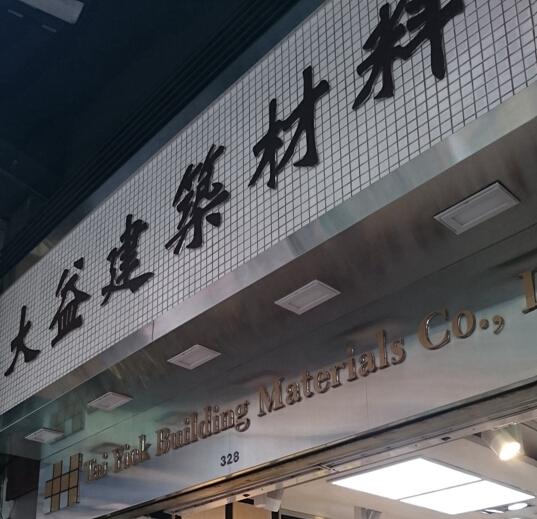 大益建築材料
Tai Yick Building Materials Co.,
328